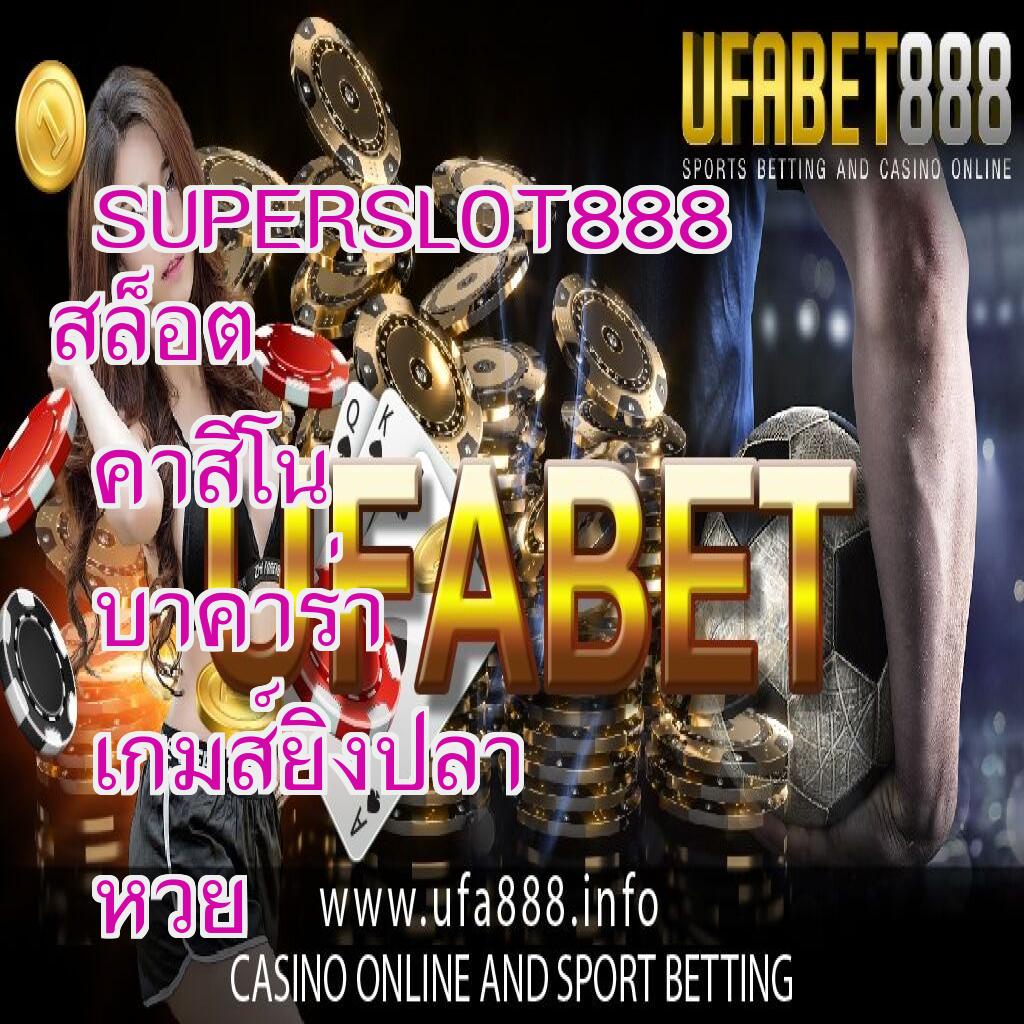 UFABET888
SPORTS BETTING AND CASINO ONLINE
SUPERSLOT888
สล็อต
คาสิโน
UFABET
บาคาร่า
เกมส์ยิงปลา
หวย
www.ufa888.info
CASINO ONLINE AND SPORT BETTING
Q
K
A